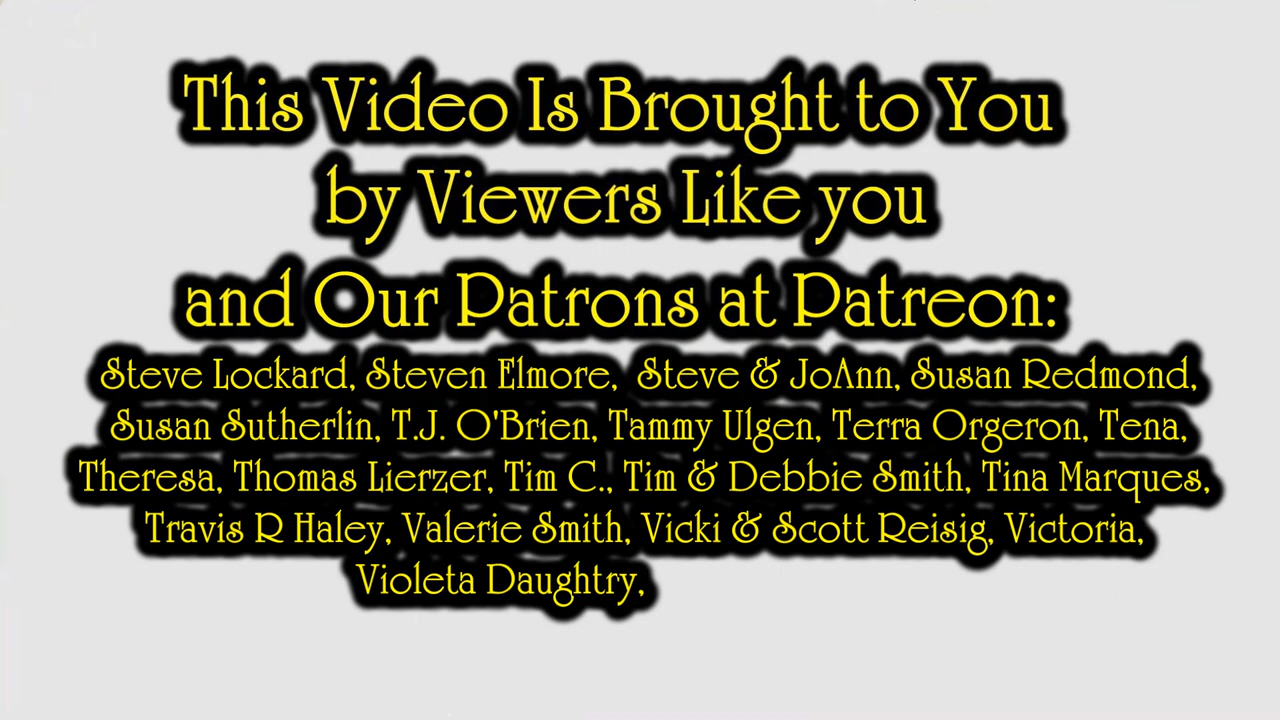 This Video Is Brought to You
by Viewers Like you
and Our Patrons at Patreon:
Steve Lockard, Steven Elmore, Steve & JoAnn, Susan Redmond,
Susan Sutherlin, T.J. O'Brien, Tammy Ulgen, Terra Orgeron, Tena,
Theresa, Thomas Lierzer, Tim C., Tim & Debbie Smith, Tina Marques,
Travis R Haley, Valerie Smith, Vicki & Scott Reisig, Victoria,
Violeta Daughtry,